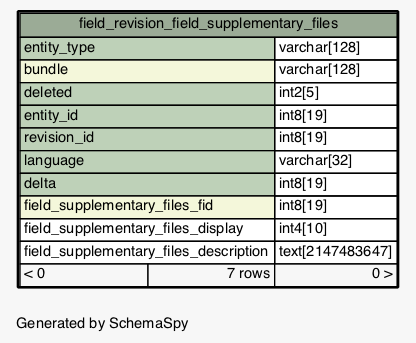 field_revision_field_supplementary_files
entity_type varchar[128]
bundle varchar[128]
deleted int2[5]
entity_id int8[19]
revision_id int8[19]
language varchar[32]
delta int8[19]
field_supplementary_files_fid int8[19]
field_supplementary_files_display int4[10]
field_supplementary_files_description text[2147483647]
< 0 7 rows 0 >
Generated by SchemaSpy